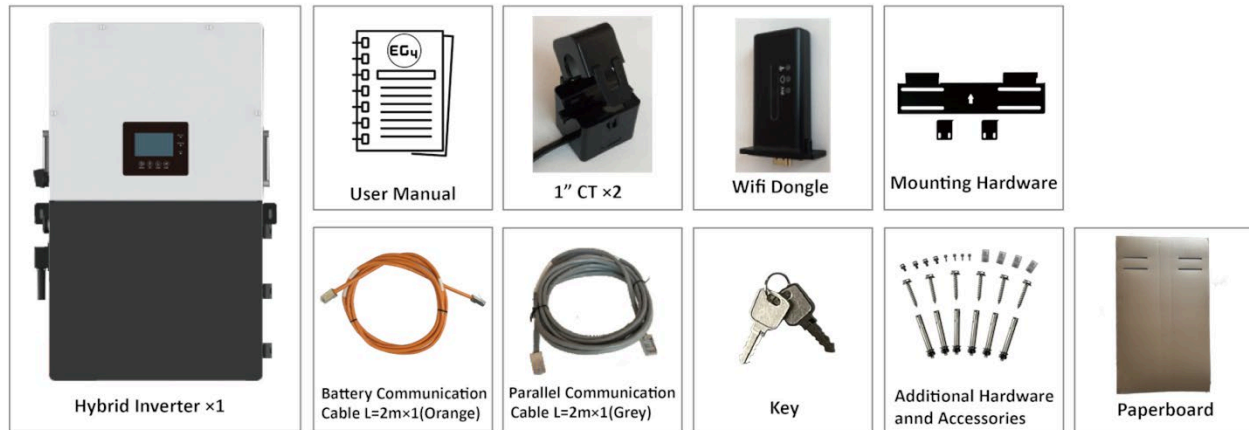 EG4
User Manual
1” CT ×2
Wifi Dongle
Mounting Hardware
Hybrid Inverter ×1
Battery Communication
Cable L=2m×1(Orange)
Parallel Communication
Cable L=2m×1(Grey)
Key
Additional Hardware
annd Accessories
Paperboard